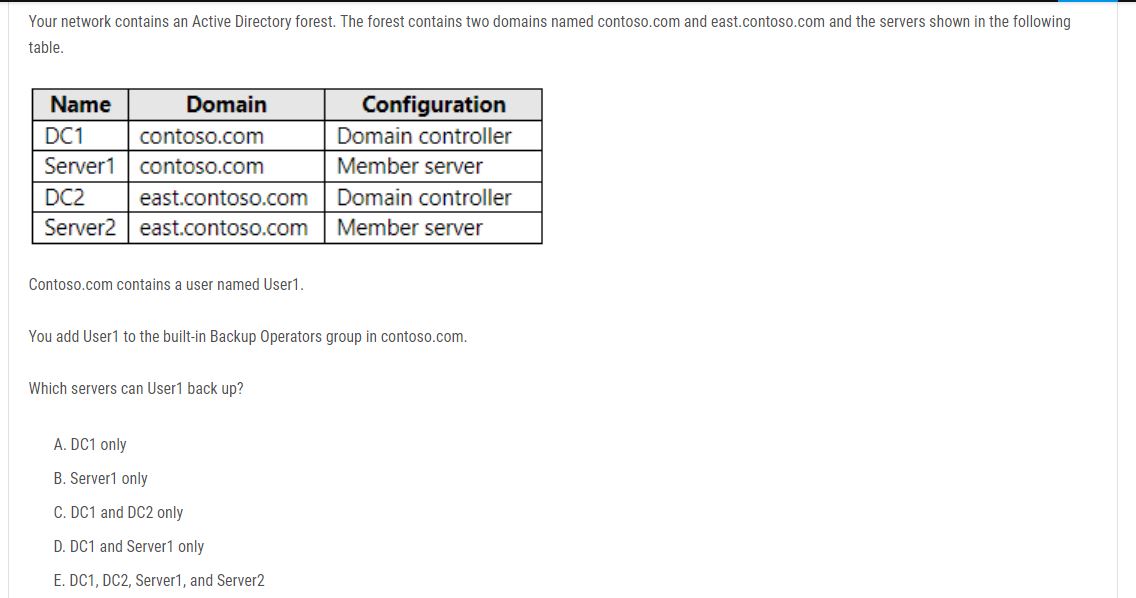 Your network contains an Active Directory forest. The forest contains two domains named contoso.com and east.contoso.com and the servers shown in the following
table.
Name Domain Configuration
DC1 contoso.com Domain controller
Server1 contoso.com Member server
DC2 east.contoso.com Domain controller
Server2 east.contoso.com Member server
Contoso.com contains a user named User1.
You add User1 to the built-in Backup Operators group in contoso.com.
Which servers can User1 back up?
A. DC1 only
B. Server1 only
C. DC1 and DC2 only
D. DC1 and Server1 only
E. DC1, DC2, Server1, and Server2